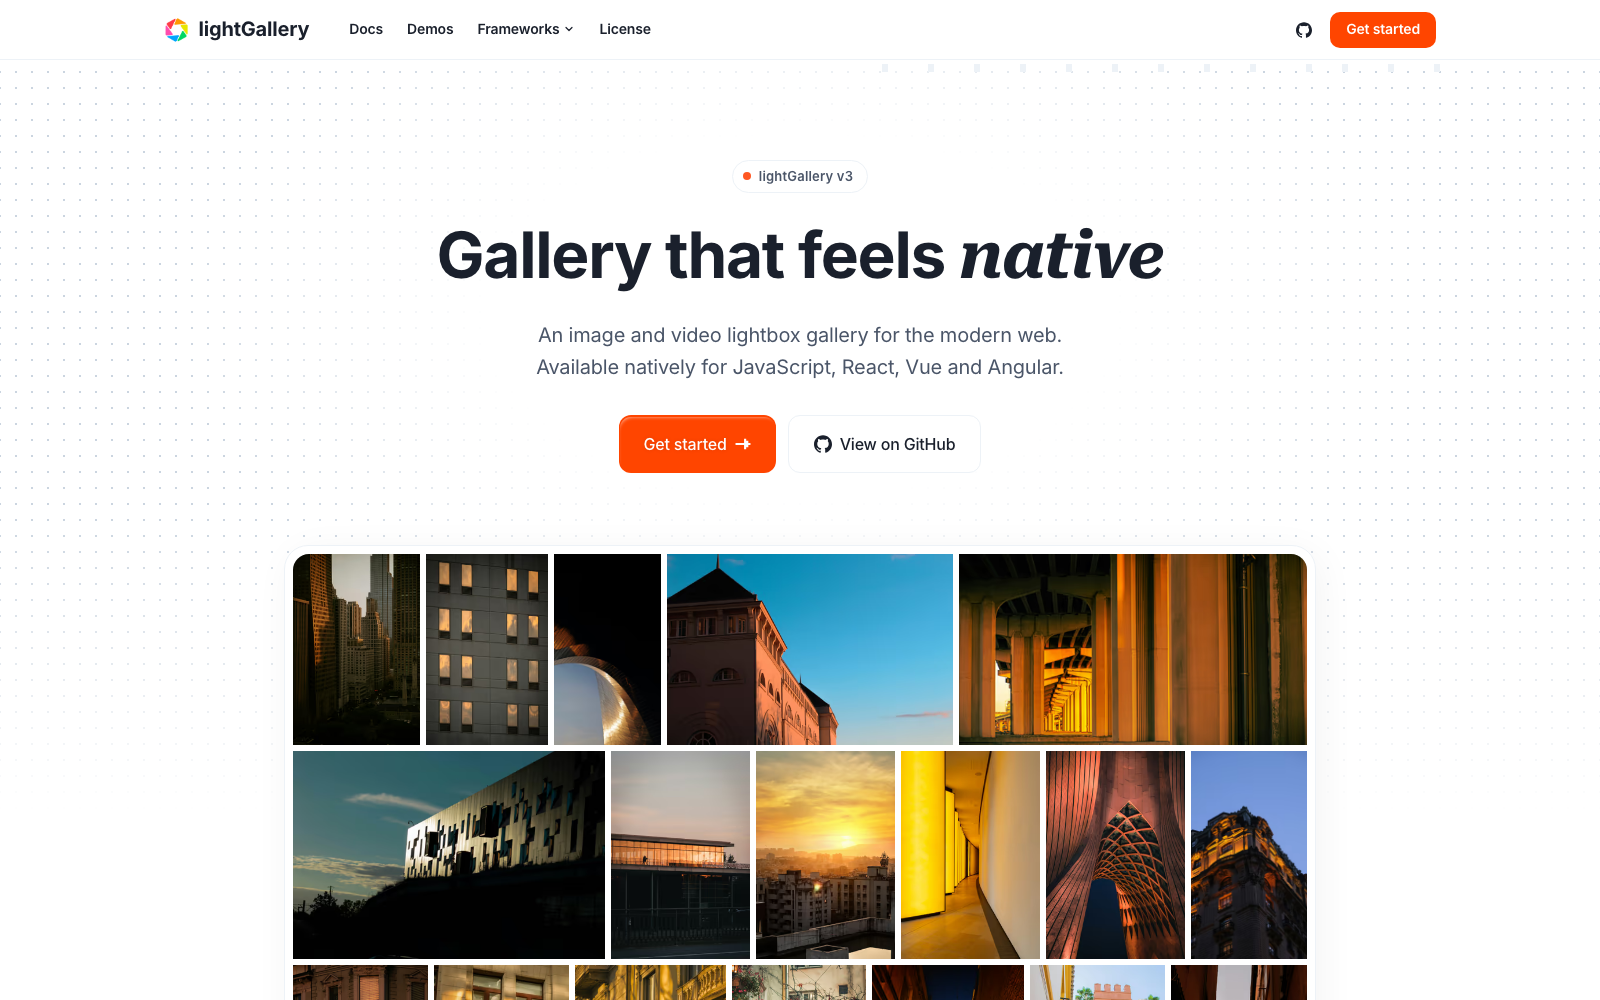 lightGallery
Docs
Demos
Frameworks
License
Get started
lightGallery v3
Gallery that feels native
An image and video lightbox gallery for the modern web.
Available natively for JavaScript, React, Vue and Angular.
Get started
View on GitHub